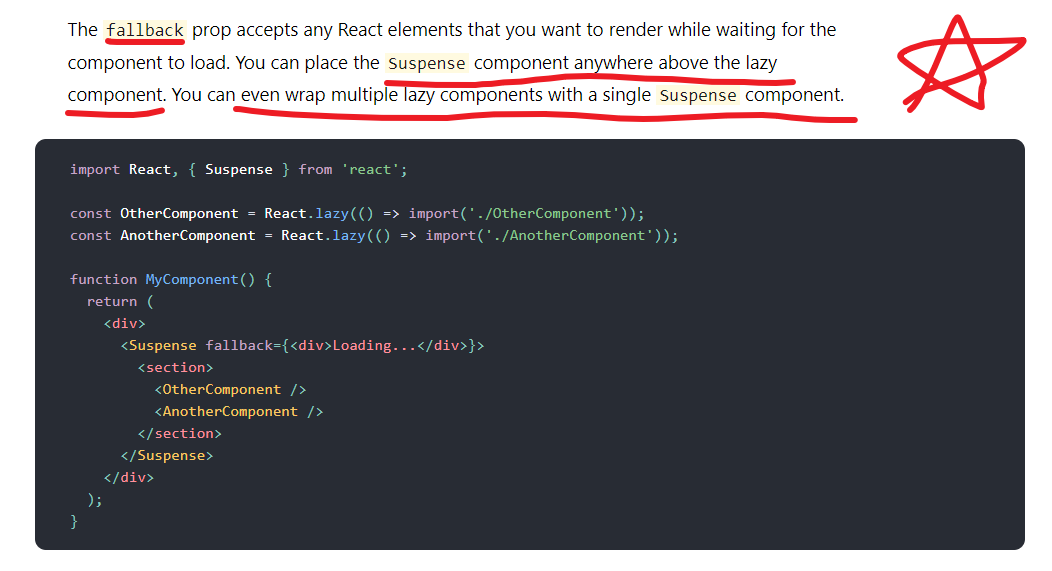 The fallback prop accepts any React elements that you want to render while waiting for the
component to load. You can place the Suspense component anywhere above the lazy
component. You can even wrap multiple lazy components with a single Suspense component.
import React, { Suspense } from 'react';
const OtherComponent = React.lazy(() => import('./OtherComponent'));
const AnotherComponent = React.lazy(() => import('./AnotherComponent'));
function MyComponent() {
  return (
    <div>
      <Suspense fallback={<div>Loading...</div>}>
        <section>
          <OtherComponent />
          <AnotherComponent />
        </section>
      </Suspense>
    </div>
  );
}